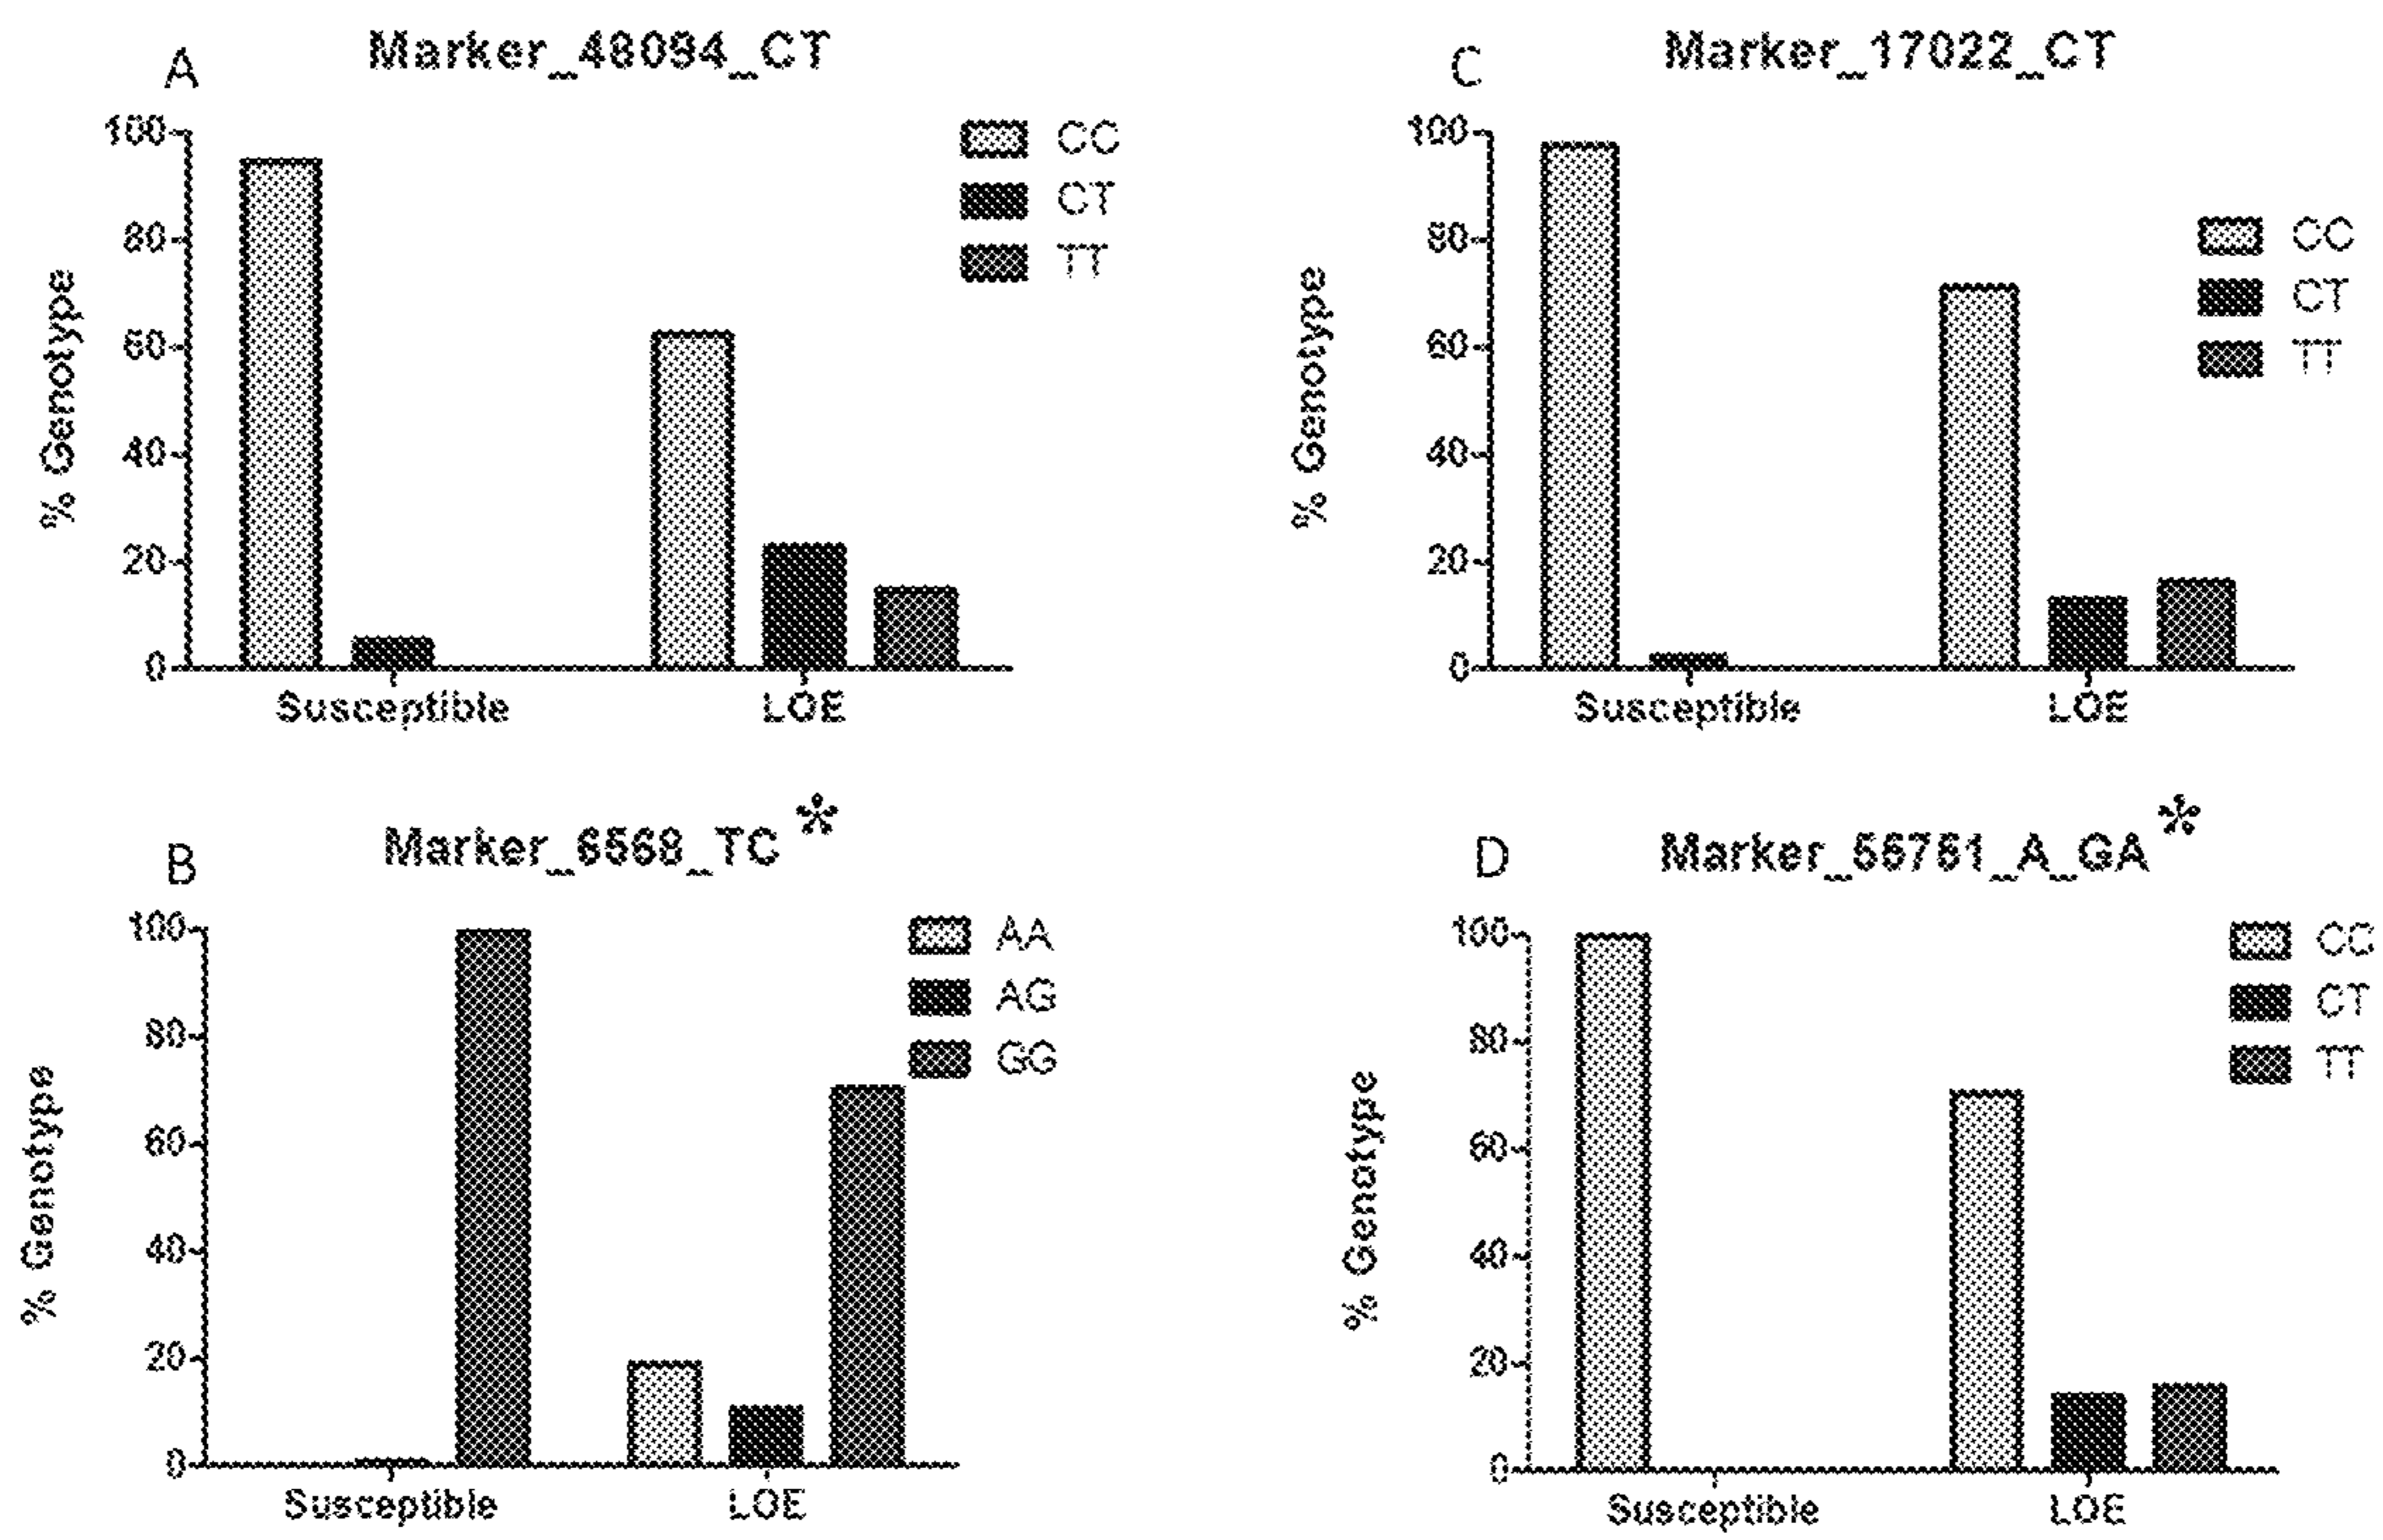 A
Marker_48094_CT
100
80
60
40
20
0
% Genotype
Susceptible
LOE
CC
CT
TT
C
Marker_17022_CT
100
80
60
40
20
0
% Genotype
Susceptible
LOE
CC
CT
TT
B
Marker_6568_TC *
100
80
60
40
20
0
% Genotype
Susceptible
LOE
AA
AG
GG
D
Marker_56761_A_GA *
100
80
60
40
20
0
% Genotype
Susceptible
LOE
CC
CT
TT